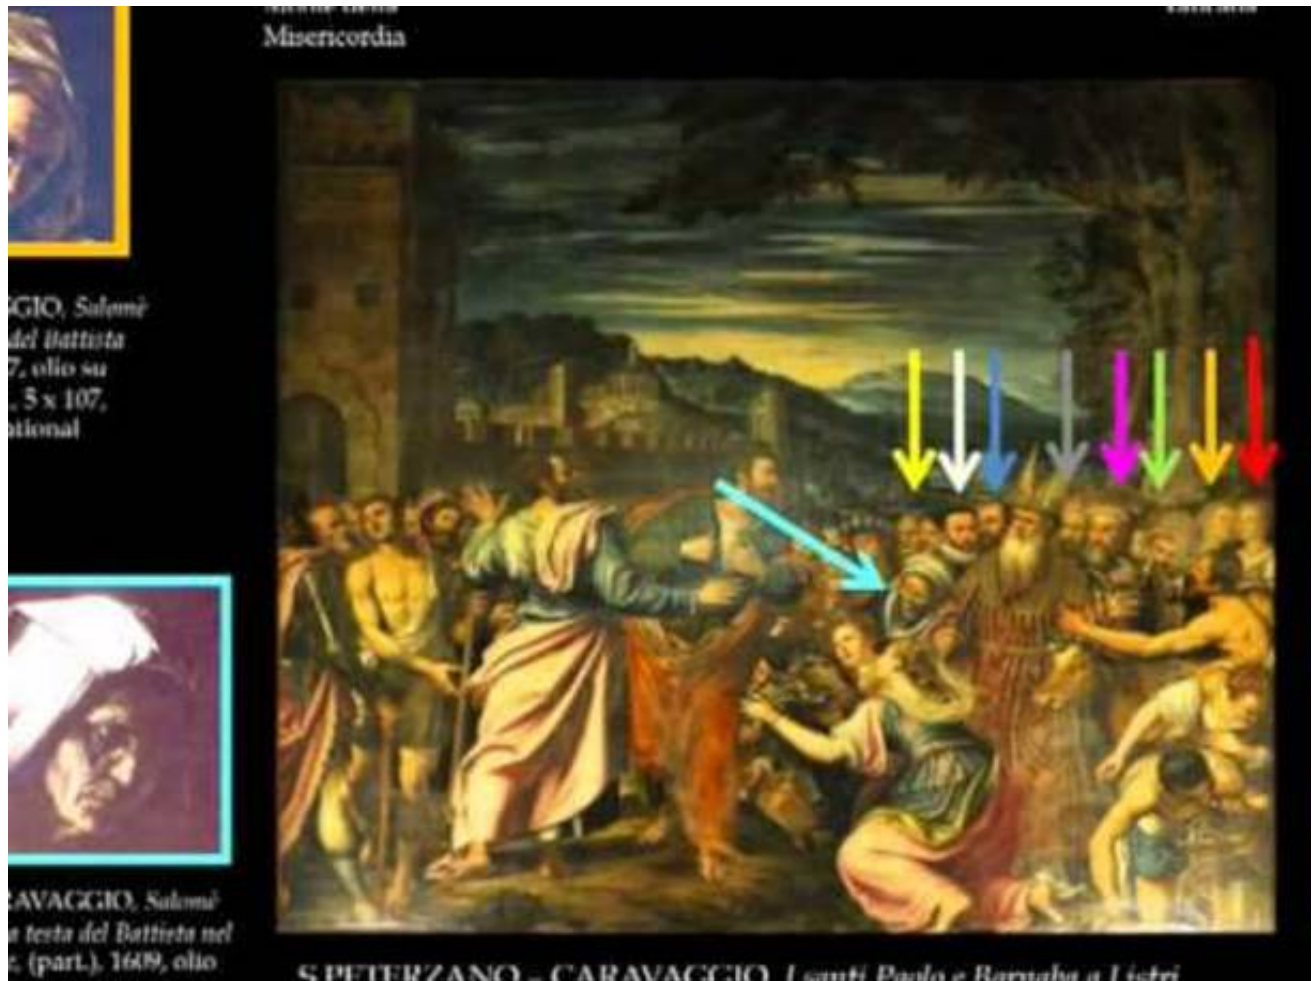 Misericordia
GGIO, Salomè
del Battista
7, olio su
., 5 x 107,
ational
RAVAGGIO, Salomè
a testa del Battista nel
(part.), 1609, olio
S.PETERZANO – CARAVAGGIO, I santi Paolo e Barnaba a Listri